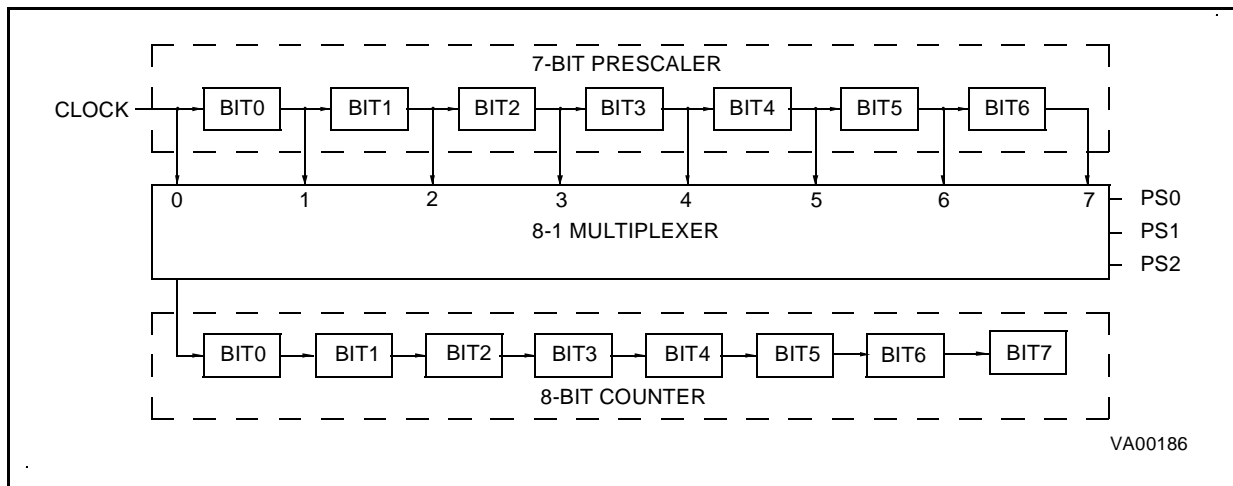 7-BIT PRESCALER
CLOCK BIT0 BIT1 BIT2 BIT3 BIT4 BIT5 BIT6
0 1 2 3 4 5 6 7 PS0
8-1 MULTIPLEXER PS1
PS2
BIT0 BIT1 BIT2 BIT3 BIT4 BIT5 BIT6 BIT7
8-BIT COUNTER
VA00186